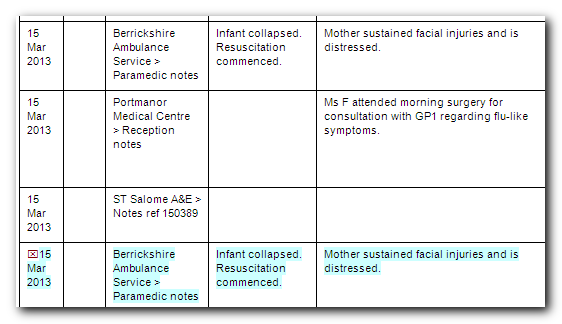 15
Mar
2013
Berrickshire
Ambulance
Service >
Paramedic notes
Infant collapsed.
Resuscitation
commenced.
Mother sustained facial injuries and is
distressed.
15
Mar
2013
Portmanor
Medical Centre
> Reception
notes
Ms F attended morning surgery for
consultation with GP1 regarding flu-like
symptoms.
15
Mar
2013
ST Salome A&E >
Notes ref 150389
15
Mar
2013
Berrickshire
Ambulance
Service >
Paramedic notes
Infant collapsed.
Resuscitation
commenced.
Mother sustained facial injuries and is
distressed.